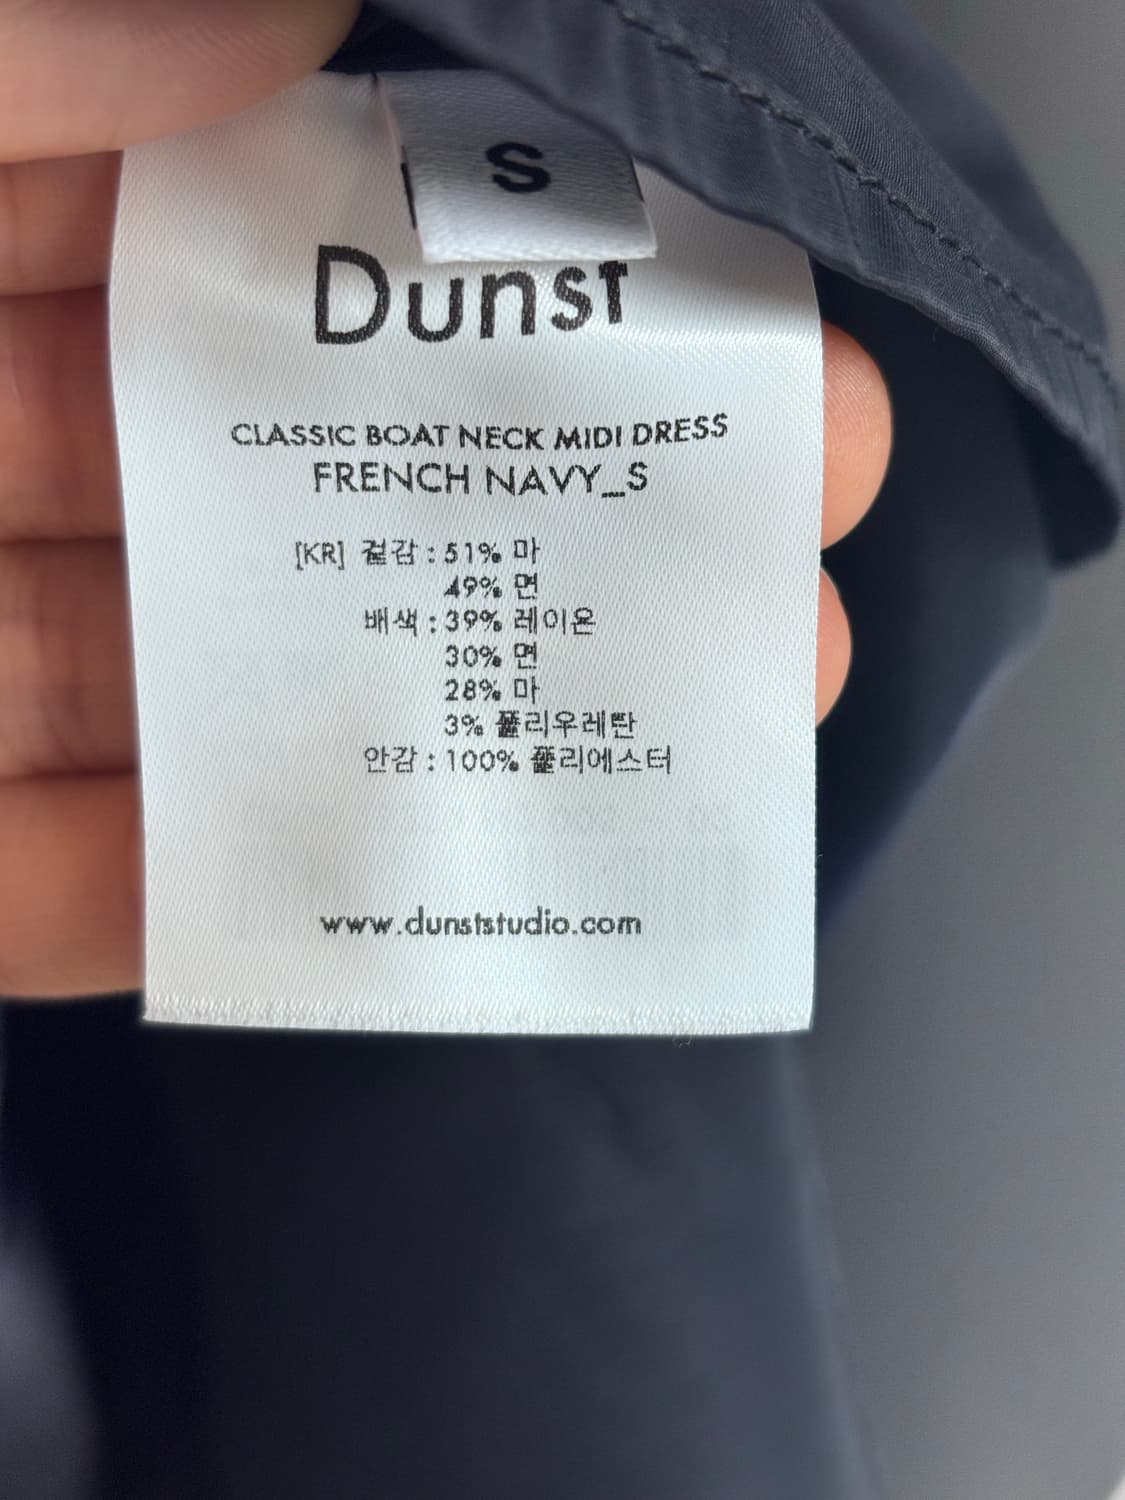 S
Dunst
CLASSIC BOAT NECK MIDI DRESS
FRENCH NAVY_S
[KR] 겉감 : 51% 마
49% 면
배색 : 39% 레이온
30% 면
28% 마
3% 폴리우레탄
안감 : 100% 폴리에스터
www.dunststudio.com